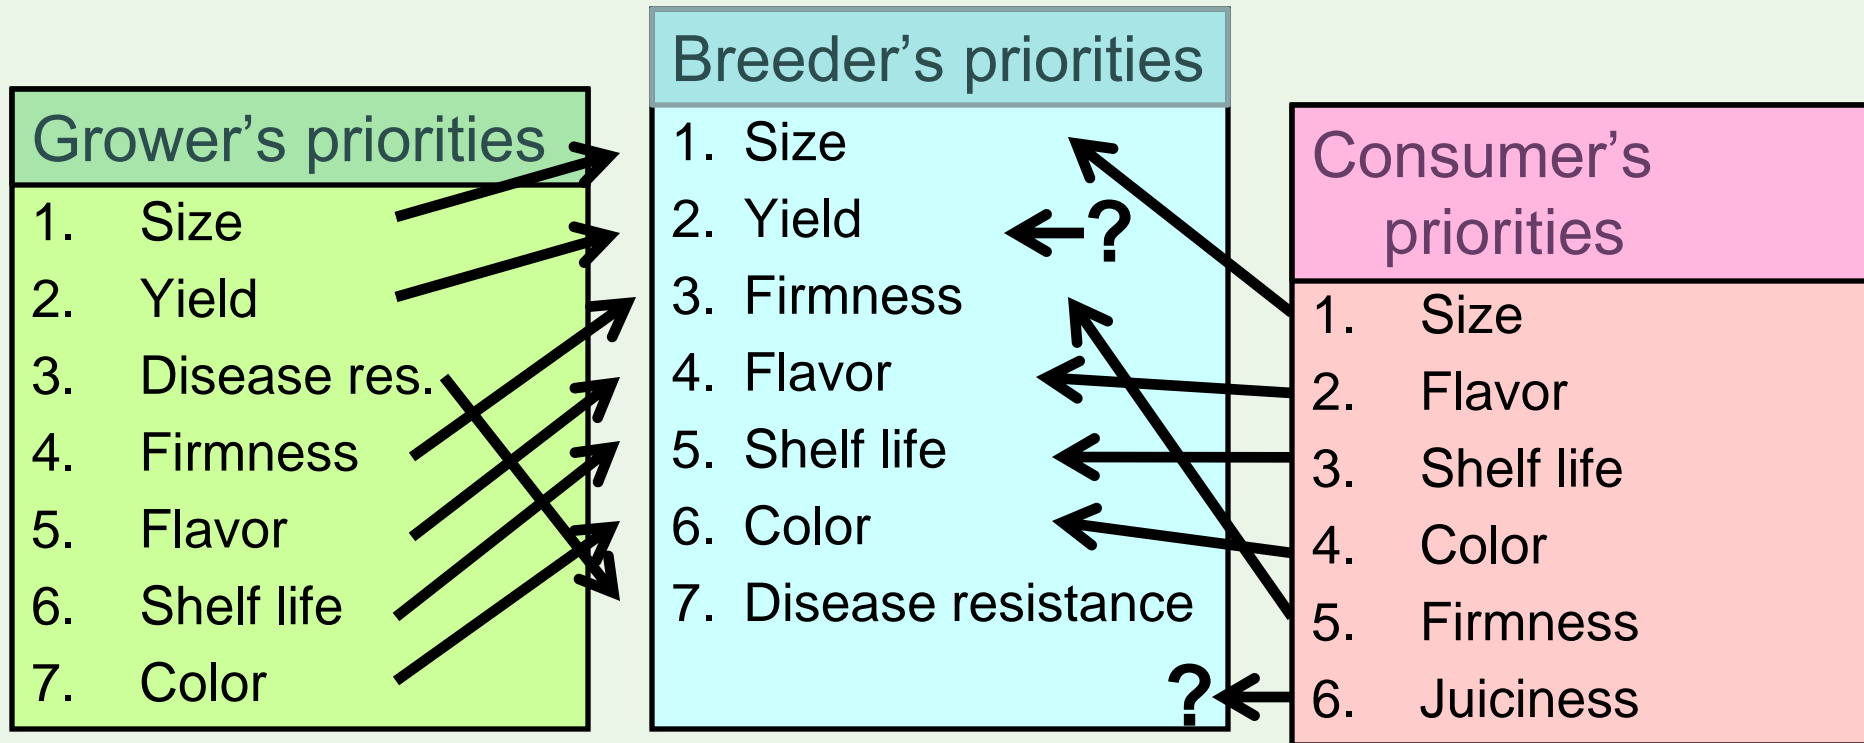 Grower’s priorities
1. Size
2. Yield
3. Disease res.
4. Firmness
5. Flavor
6. Shelf life
7. Color
Breeder’s priorities
1. Size
2. Yield
?
3. Firmness
4. Flavor
5. Shelf life
6. Color
7. Disease resistance
?
Consumer’s
priorities
1. Size
2. Flavor
3. Shelf life
4. Color
5. Firmness
6. Juiciness